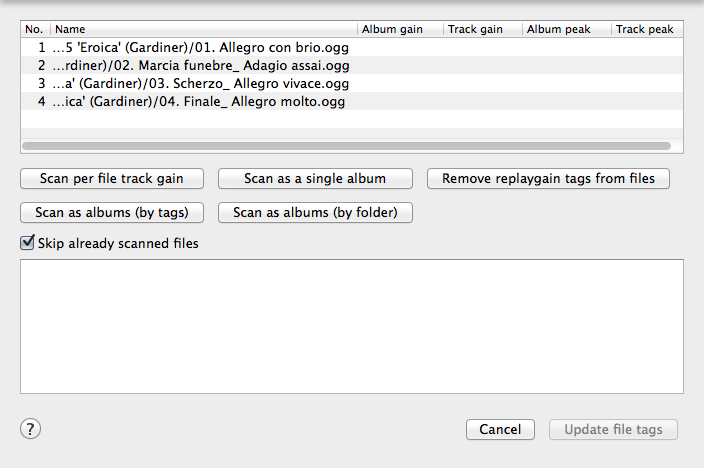 No. Name Album gain Track gain Album peak Track peak
1 ...5 'Eroica' (Gardiner)/01. Allegro con brio.ogg
2 ...rdiner)/02. Marcia funebre_ Adagio assai.ogg
3 ...a' (Gardiner)/03. Scherzo_ Allegro vivace.ogg
4 ...ica' (Gardiner)/04. Finale_ Allegro molto.ogg
Scan per file track gain Scan as a single album Remove replaygain tags from files
Scan as albums (by tags) Scan as albums (by folder)
Skip already scanned files
? Cancel Update file tags